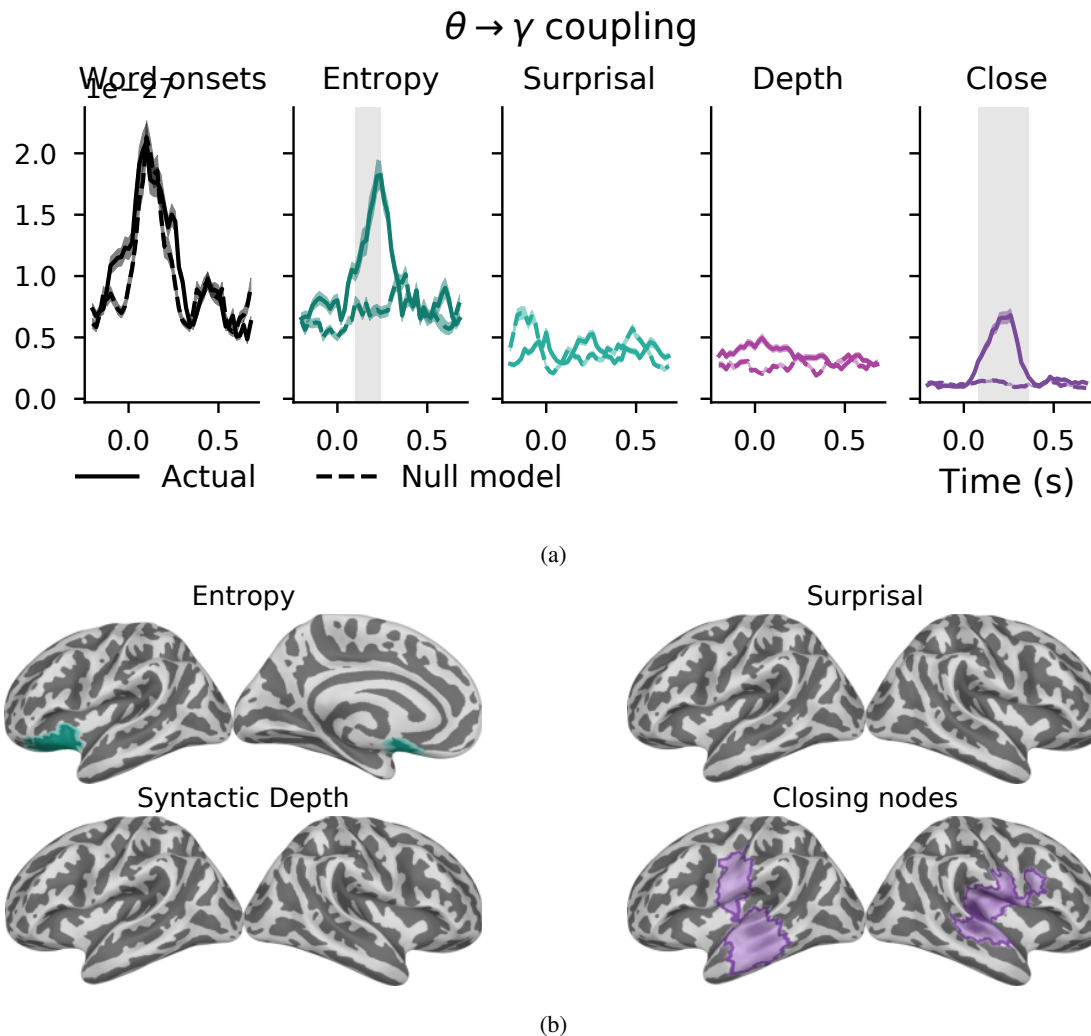 θ → γ coupling
Word onsets Entropy Surprisal Depth Close
1e−27
2.0
1.5
1.0
0.5
0.0
0.0 0.5 0.0 0.5 0.0 0.5 0.0 0.5 0.0 0.5
Actual Null model Time (s)
(a)
Entropy Surprisal
Syntactic Depth Closing nodes
(b)